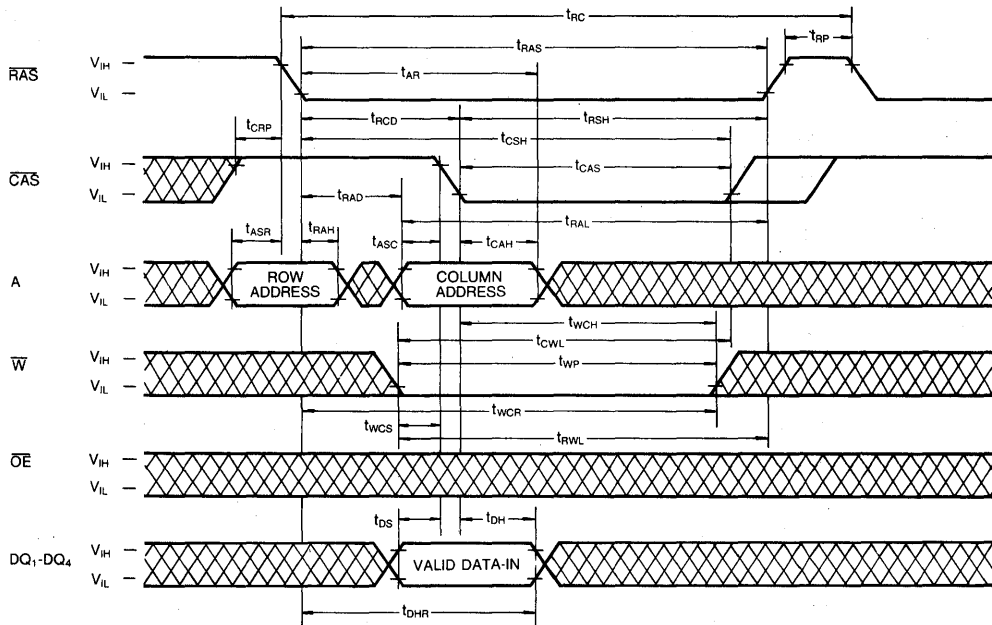 tRC
tRP
tRAS
RAS
VIH
VIL
tAR
tRCD
tRSH
tCRP
tCSH
CAS
VIH
VIL
tCAS
tRAD
tRAL
tASR
tRAH
tASC
tCAH
A
VIH
VIL
ROW ADDRESS
COLUMN ADDRESS
tWCH
tCWL
W
VIH
VIL
tWP
tWCR
tWCS
tRWL
OE
VIH
VIL
tDS
tDH
DQ1-DQ4
VIH
VIL
VALID DATA-IN
tDHR